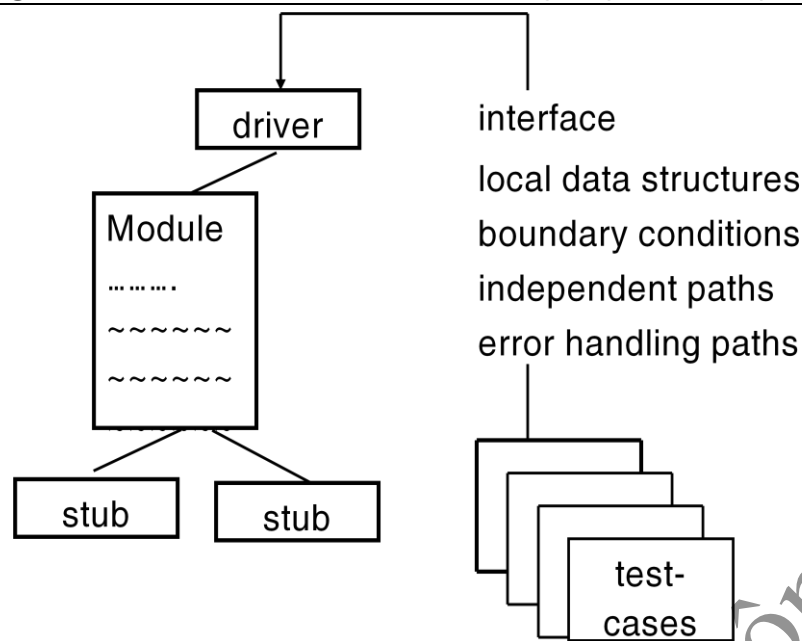 driver
Module
… … .
~~~~~~
~~~~~~
stub
stub
interface
local data structures
boundary conditions
independent paths
error handling paths
test-
cases